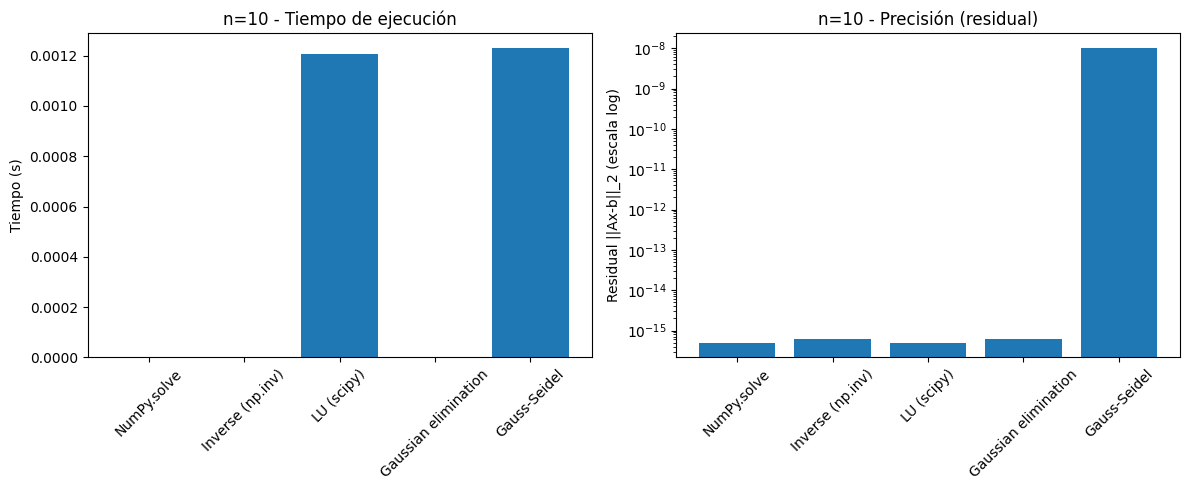 n=10 - Tiempo de ejecución
Tiempo (s)
0.0012
0.0010
0.0008
0.0006
0.0004
0.0002
0.0000
NumPy.solve
Inverse (np.inv)
LU (scipy)
Gaussian elimination
Gauss-Seidel
n=10 - Precisión (residual)
Residual ||Ax-b||_2 (escala log)
10⁻⁸
10⁻⁹
10⁻¹⁰
10⁻¹¹
10⁻¹²
10⁻¹³
10⁻¹⁴
10⁻¹⁵
NumPy.solve
Inverse (np.inv)
LU (scipy)
Gaussian elimination
Gauss-Seidel